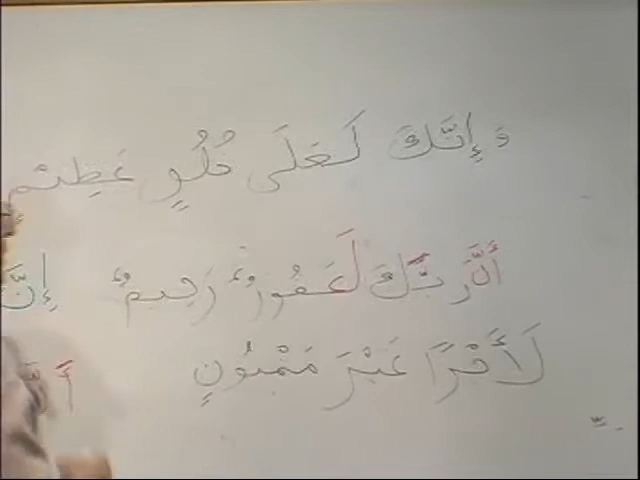 وَ إِنَّكَ لَعَلَى خُلُوٍ عَظِيم
أَنَّ رَبَّكَ لَغَفُورٌ رَحِيمٌ إِنَّ
لَأَجْرًا غَيْرَ مَمْنُونٍ أَنَّ